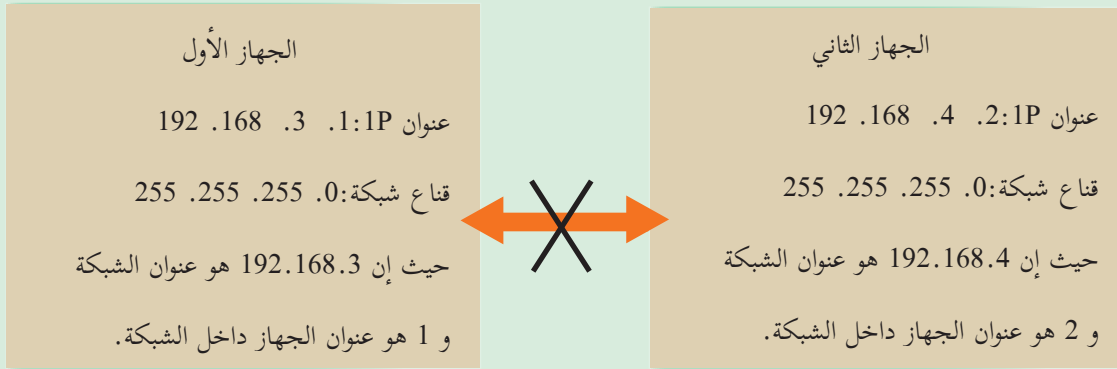 الجهاز الأول
عنوان 1P:‏1. 3. 168. 192
قناع شبكة:0. 255. 255. 255
حيث إن 192.168.3 هو عنوان الشبكة
و 1 هو عنوان الجهاز داخل الشبكة.
الجهاز الثاني
عنوان 1P:‏2. 4. 168. 192
قناع شبكة:0. 255. 255. 255
حيث إن 192.168.4 هو عنوان الشبكة
و 2 هو عنوان الجهاز داخل الشبكة.